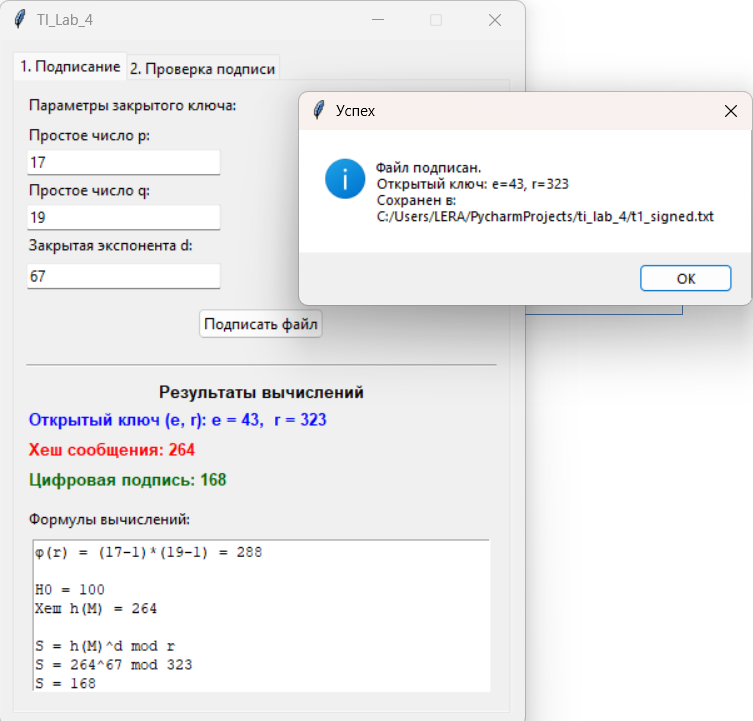 TI_Lab_4
1. Подписание
2. Проверка подписи
Параметры закрытого ключа:
Простое число p:
17
Простое число q:
19
Закрытая экспонента d:
67
Подписать файл
Успех
Файл подписан.
Открытый ключ: e=43, r=323
Сохранен в:
C:/Users/LERA/PycharmProjects/ti_lab_4/t1_signed.txt
OK
Результаты вычислений
Открытый ключ (e, r): e = 43, r = 323
Хеш сообщения: 264
Цифровая подпись: 168
Формулы вычислений:
φ(r) = (17-1)*(19-1) = 288
H0 = 100
Хеш h(M) = 264
S = h(M)^d mod r
S = 264^67 mod 323
S = 168